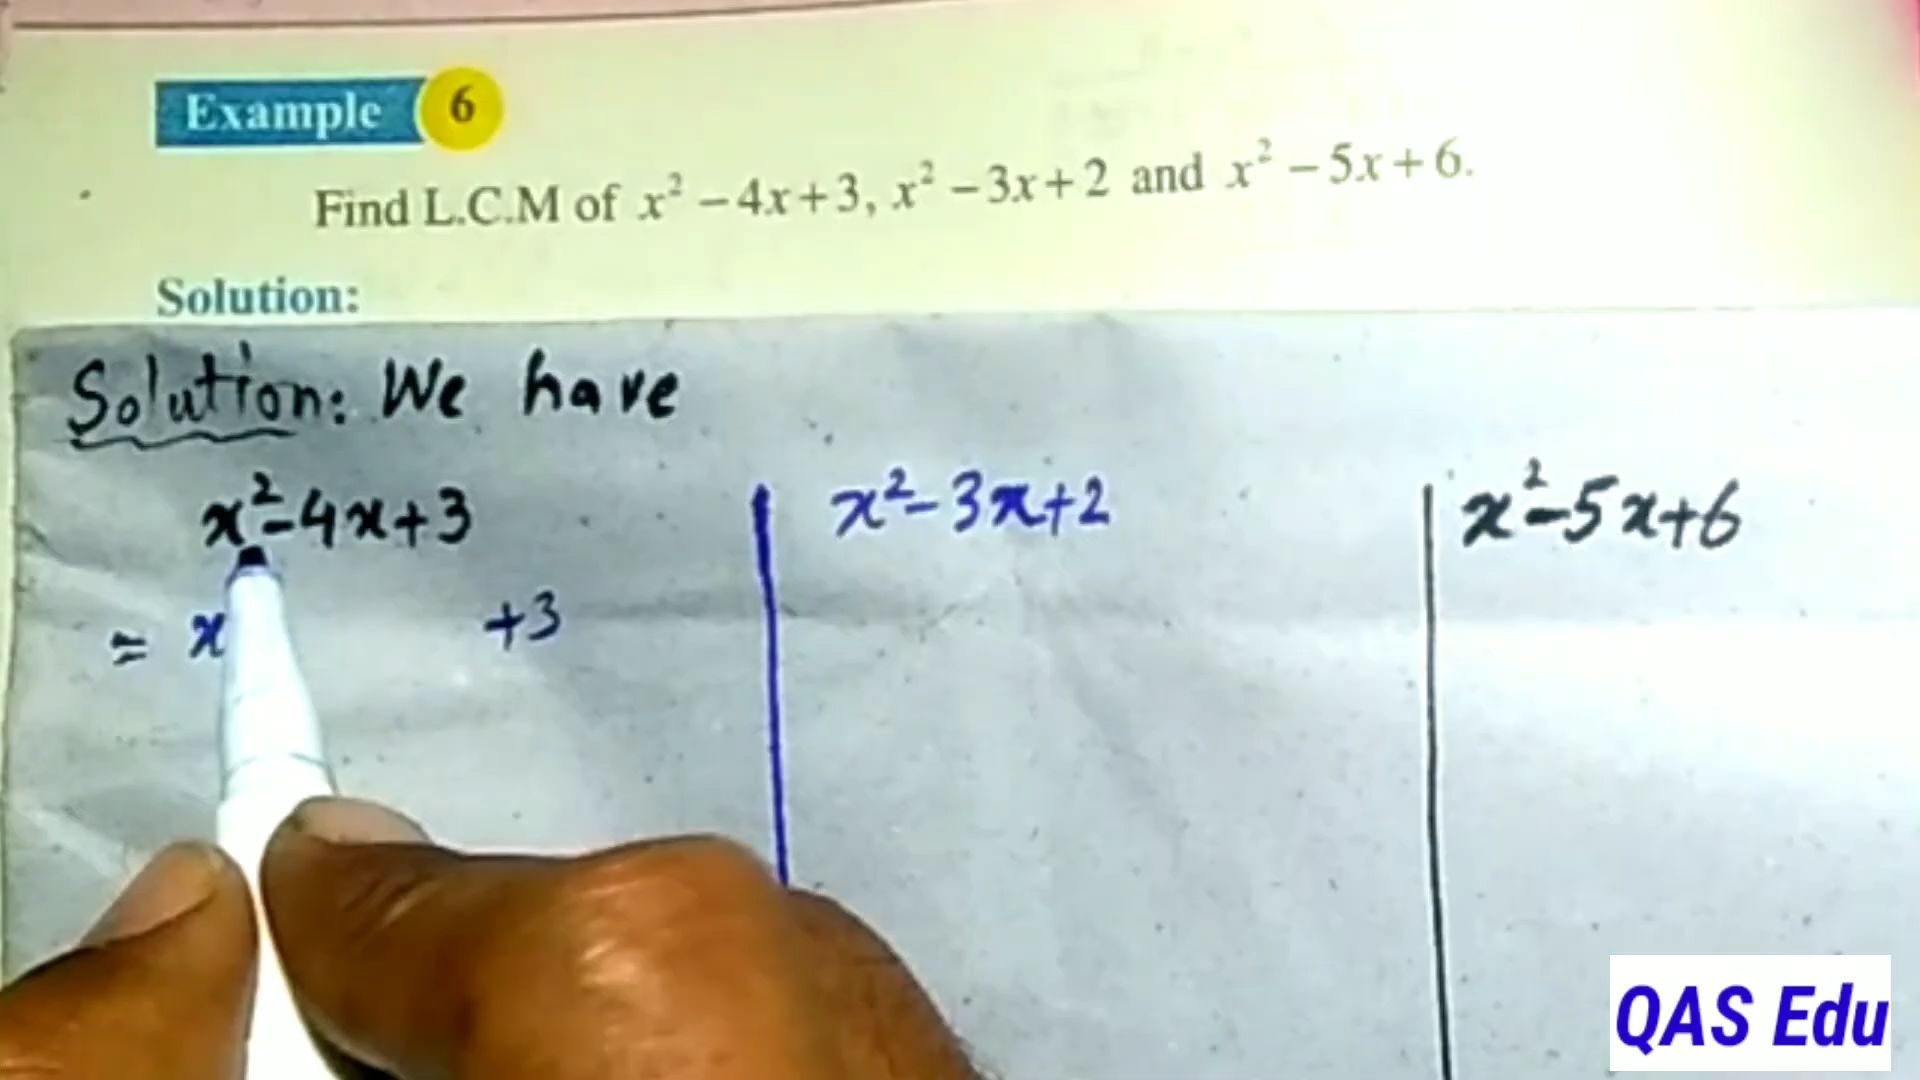 Example 6
Find L.C.M of x² − 4x + 3, x² − 3x + 2 and x² − 5x + 6.
Solution:
Solution: We have
x² - 4x + 3
x² - 3x + 2
x² - 5x + 6
= x +3
QAS Edu